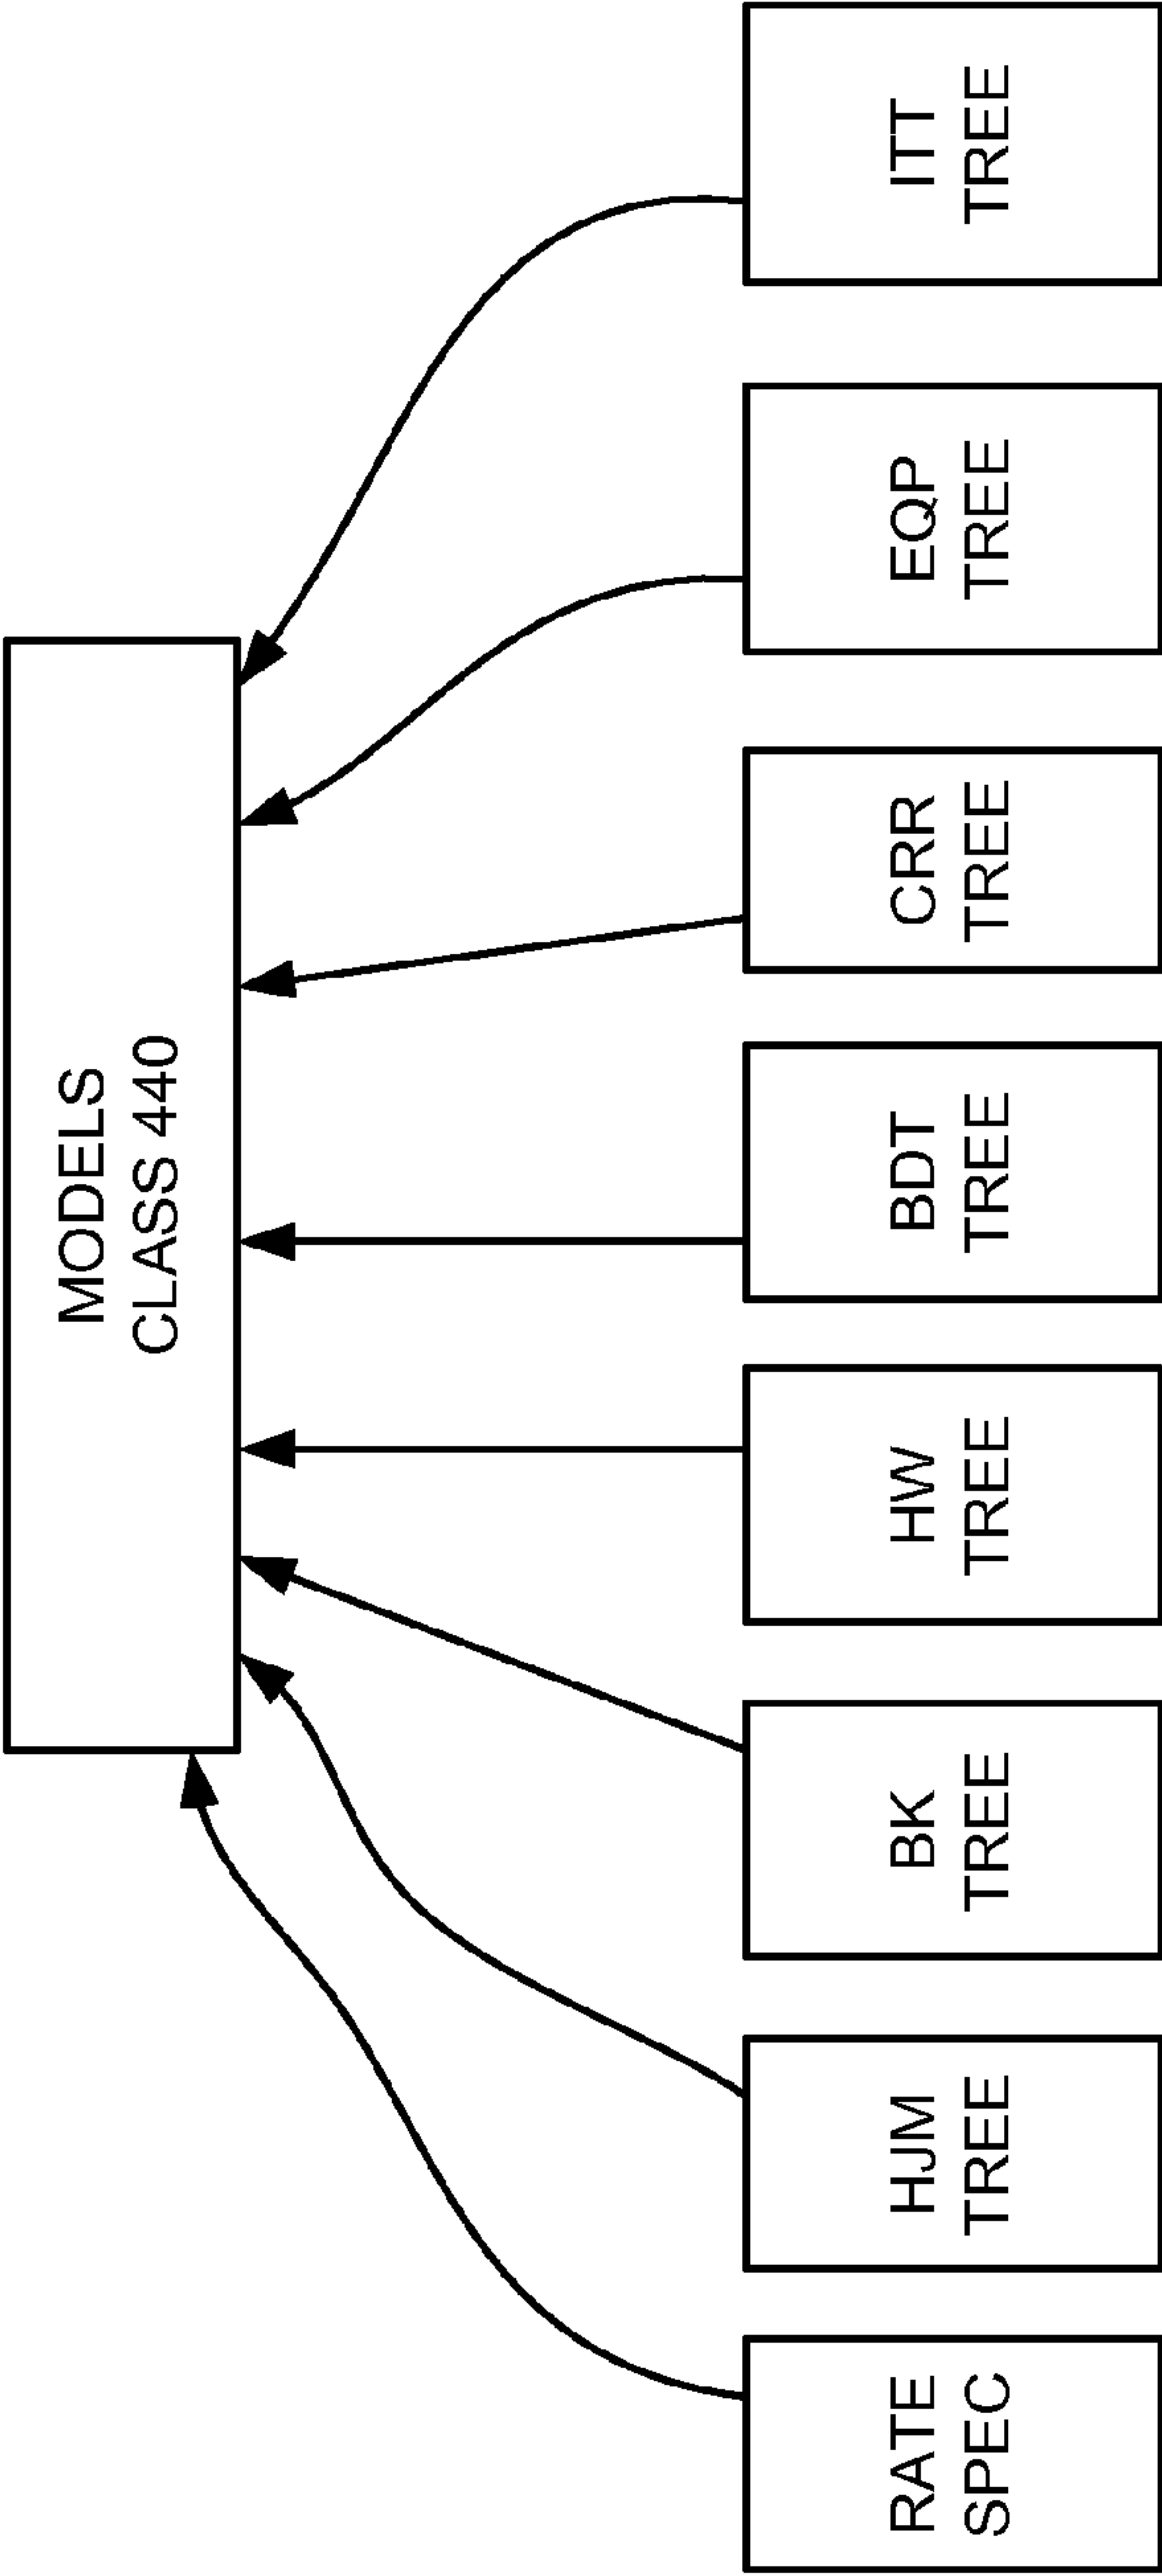 MODELS
CLASS 440
RATE
SPEC
HJM
TREE
BK
TREE
HW
TREE
BDT
TREE
CRR
TREE
EQP
TREE
ITT
TREE